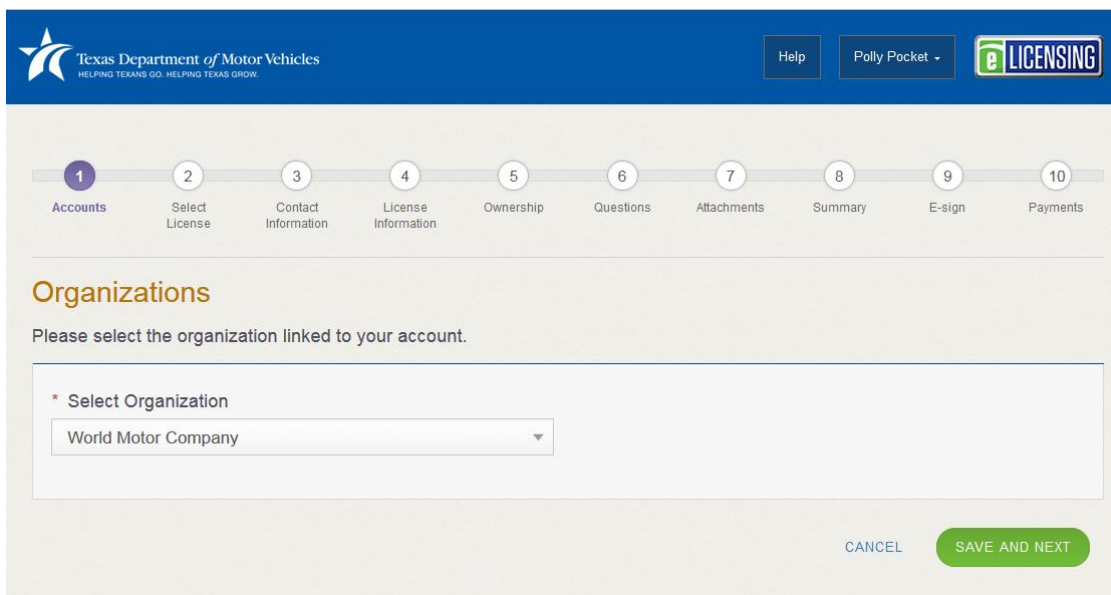 Texas Department of Motor Vehicles
HELPING TEXANS GO. HELPING TEXAS GROW.
Help
Polly Pocket
e LICENSING
1
2
3
4
5
6
7
8
9
10
Accounts
Select
License
Contact
Information
License
Information
Ownership
Questions
Attachments
Summary
E-sign
Payments
Organizations
Please select the organization linked to your account.
* Select Organization
World Motor Company
CANCEL
SAVE AND NEXT